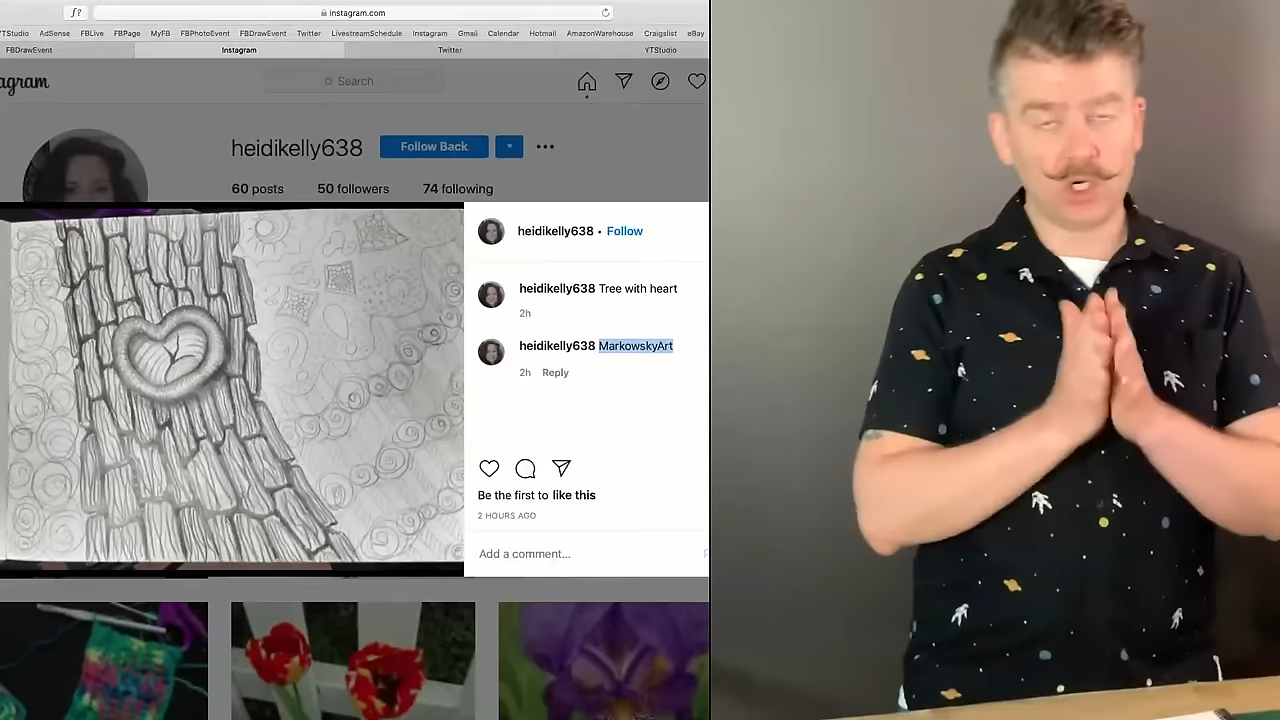 ƒ?
instagram.com
YTStudio AdSense FBLive FBPage MyFB FBPhotoEvent FBDrawEvent Twitter LivestreamSchedule Instagram Gmail Calendar Hotmail AmazonWarehouse Craigslist eBay
FBDrawEvent Instagram Twitter YTStudio
agram
Search
heidikelly638 Follow Back
60 posts 50 followers 74 following
heidikelly638 • Follow
heidikelly638 Tree with heart
2h
heidikelly638 MarkowskyArt
2h Reply
Be the first to like this
2 HOURS AGO
Add a comment...